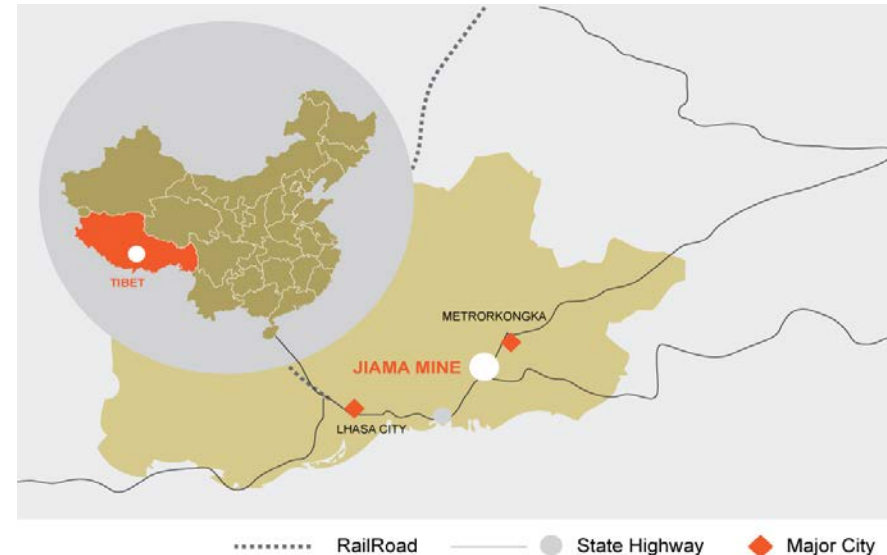 TIBET
METRORKONGKA
JIAMA MINE
LHASA CITY
RailRoad State Highway Major City